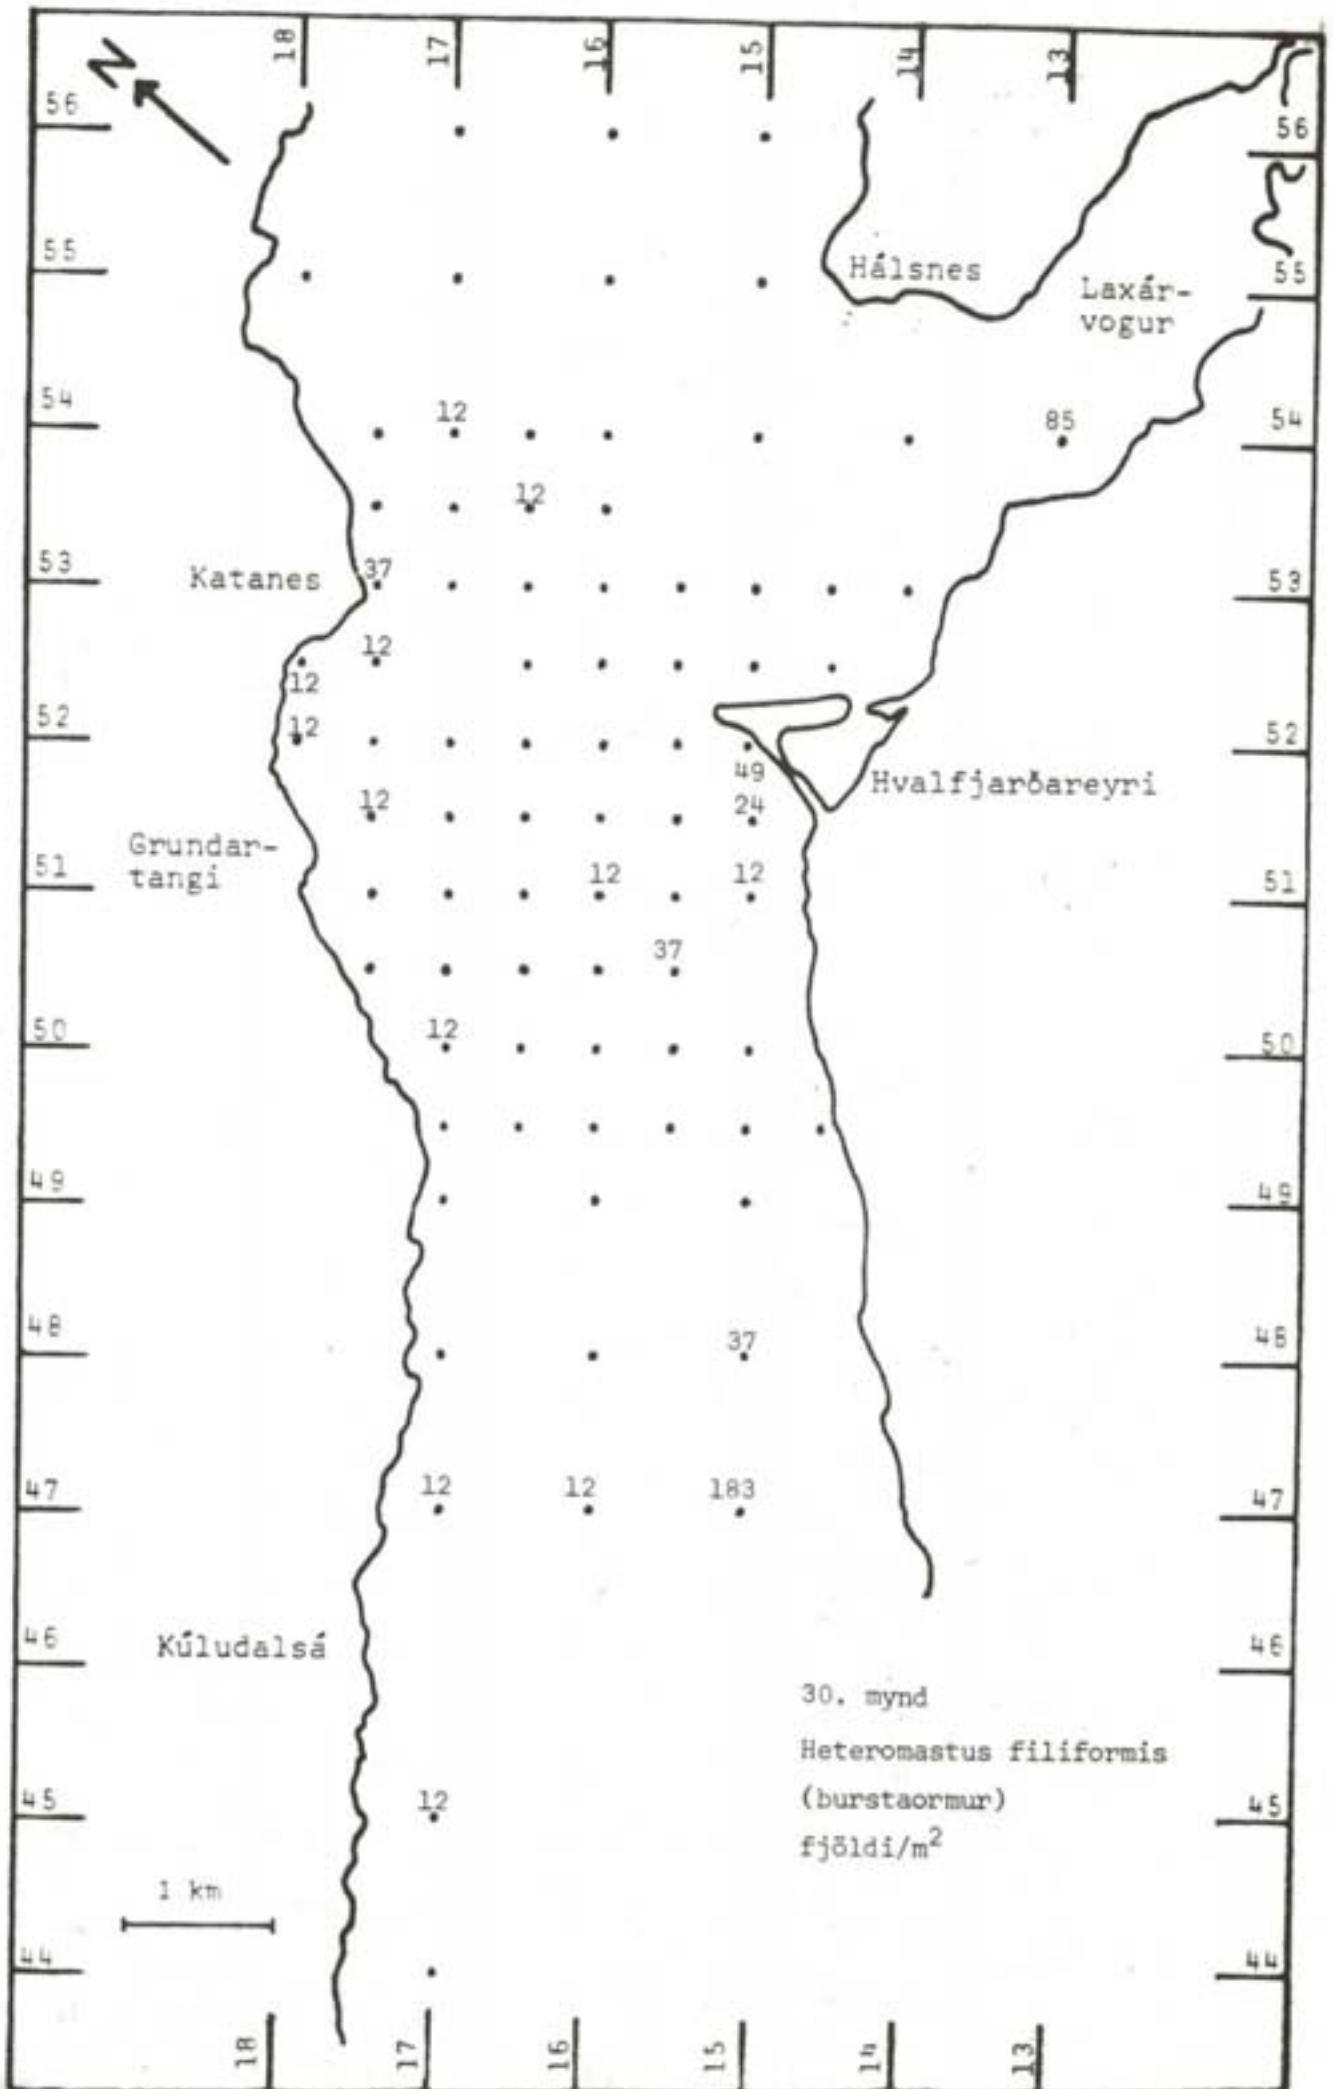 N
18 17 16 15 14 13
56 56
55 55
Hálsnes
Laxár-
vogur
54 12 85 54
12
53 Katanes 37 53
12
12
52 12 52
49 Hvalfjarðareyri
12 24
Grundar-
tangi
51 12 12 51
37
50 12 50
49 49
48 37 48
47 12 12 183 47
46 Kúludalsá 46
30. mynd
Heteromastus filiformis
(burstaormur)
fjöldi/m²
45 12 45
1 km
44 44
18 17 16 15 14 13